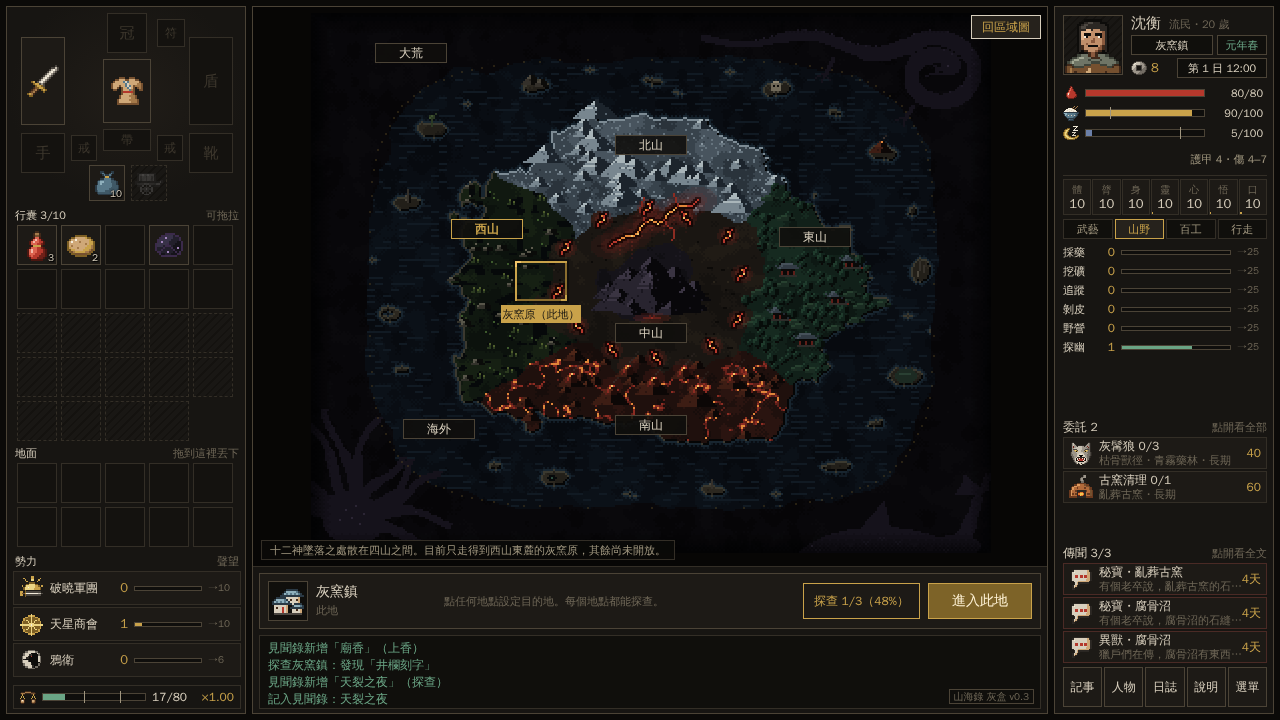 冠
符
盾
手
戒
帶
戒
靴
10
行囊 3/10
可拖拉
3
2
地面
拖到這裡丟下
勢力
聲望
破曉軍團 0 →10
天星商會 1 →10
鴉衛 0 →6
17/80 ×1.00
回區域圖
大荒
北山
西山
東山
灰窯原（此地）
中山
海外
南山
十二神墜落之處散在四山之間。目前只走得到西山東麓的灰窯原，其餘尚未開放。
灰窯鎮
此地
點任何地點設定目的地。每個地點都能探查。
探查 1/3（48%）
進入此地
見聞錄新增「廟香」（上香）
探查灰窯鎮：發現「井欄刻字」
見聞錄新增「天裂之夜」（探查）
記入見聞錄：天裂之夜
山海錄 灰盒 v0.3
沈衡 流民・20 歲
灰窯鎮 元年春
8 第 1 日 12:00
80/80
90/100
5/100
護甲 4・傷 4–7
體 臂 身 靈 心 悟 口
10 10 10 10 10 10 10
武藝 山野 百工 行走
採藥 0 →25
挖礦 0 →25
追蹤 0 →25
剝皮 0 →25
野營 0 →25
探幽 1 →25
委託 2 點開看全部
灰髯狼 0/3
枯骨獸徑・青霧藥林・長期
40
古窯清理 0/1
亂葬古窯・長期
60
傳聞 3/3 點開看全文
秘寶・亂葬古窯
有個老卒說，亂葬古窯的石…
4天
秘寶・腐骨沼
有個老卒說，腐骨沼的石縫…
4天
異獸・腐骨沼
獵戶們在傳，腐骨沼有東西…
4天
記事 人物 日誌 說明 選單